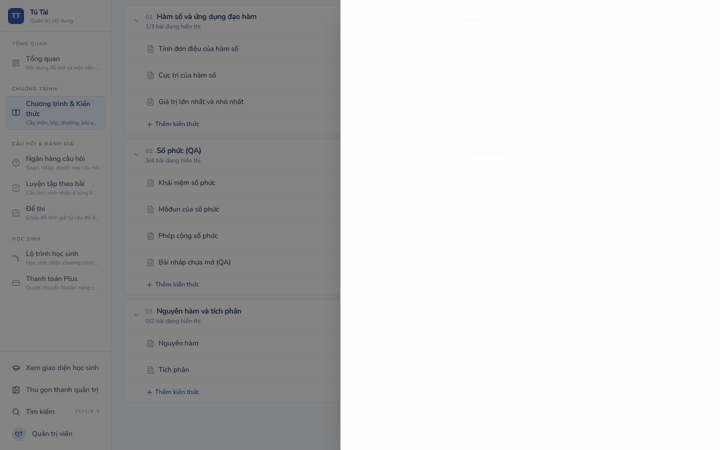 TT
Tú Tài
Quản trị nội dung
TỔNG QUAN
Tổng quan
CHƯƠNG TRÌNH
Chương trình & Kiến
thức
CÂU HỎI & ĐÁNH GIÁ
Ngân hàng câu hỏi
Soạn, nhập, duyệt kho câu hỏi
Luyện tập theo bài
Đề thi
HỌC SINH
Lộ trình học sinh
Thanh toán Plus
Xem giao diện học sinh
Thu gọn thanh quản trị
Tìm kiếm
QT Quản trị viên
01 Hàm số và ứng dụng đạo hàm
1/3 bài đang hiển thị
Tính đơn điệu của hàm số
Cực trị của hàm số
Giá trị lớn nhất và nhỏ nhất
+ Thêm kiến thức
02 Số phức (QA)
3/4 bài đang hiển thị
Khái niệm số phức
Môđun của số phức
Phép cộng số phức
Bài nháp chưa mở (QA)
+ Thêm kiến thức
03 Nguyên hàm và tích phân
0/2 bài đang hiển thị
Nguyên hàm
Tích phân
+ Thêm kiến thức